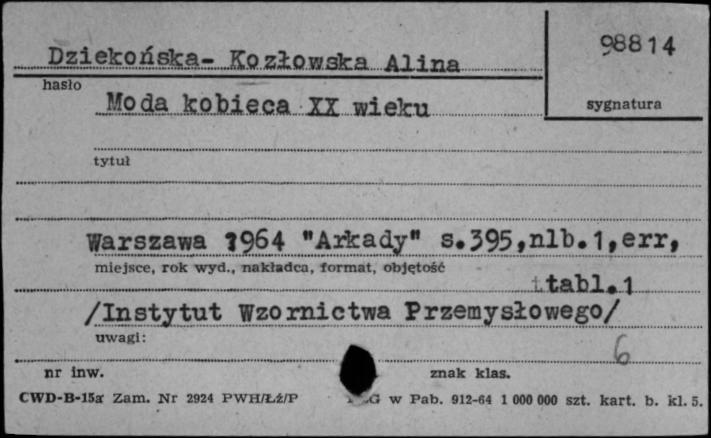 Dziekońska- Kozłowska Alina
98814
hasło
sygnatura
Moda kobieca XX wieku
tytuł
Warszawa 1964 "Arkady" s.395,nlb.1,err,
miejsce, rok wyd., nakładca, format, objętość
tabl.1
/Instytut Wzornictwa Przemysłowego/
uwagi:
6
nr inw.
znak klas.
CWD-B-15a Zam. Nr 2924 PWH/Łź/P
w Pab. 912-64 1 000 000 szt. kart. b. kl. 5.